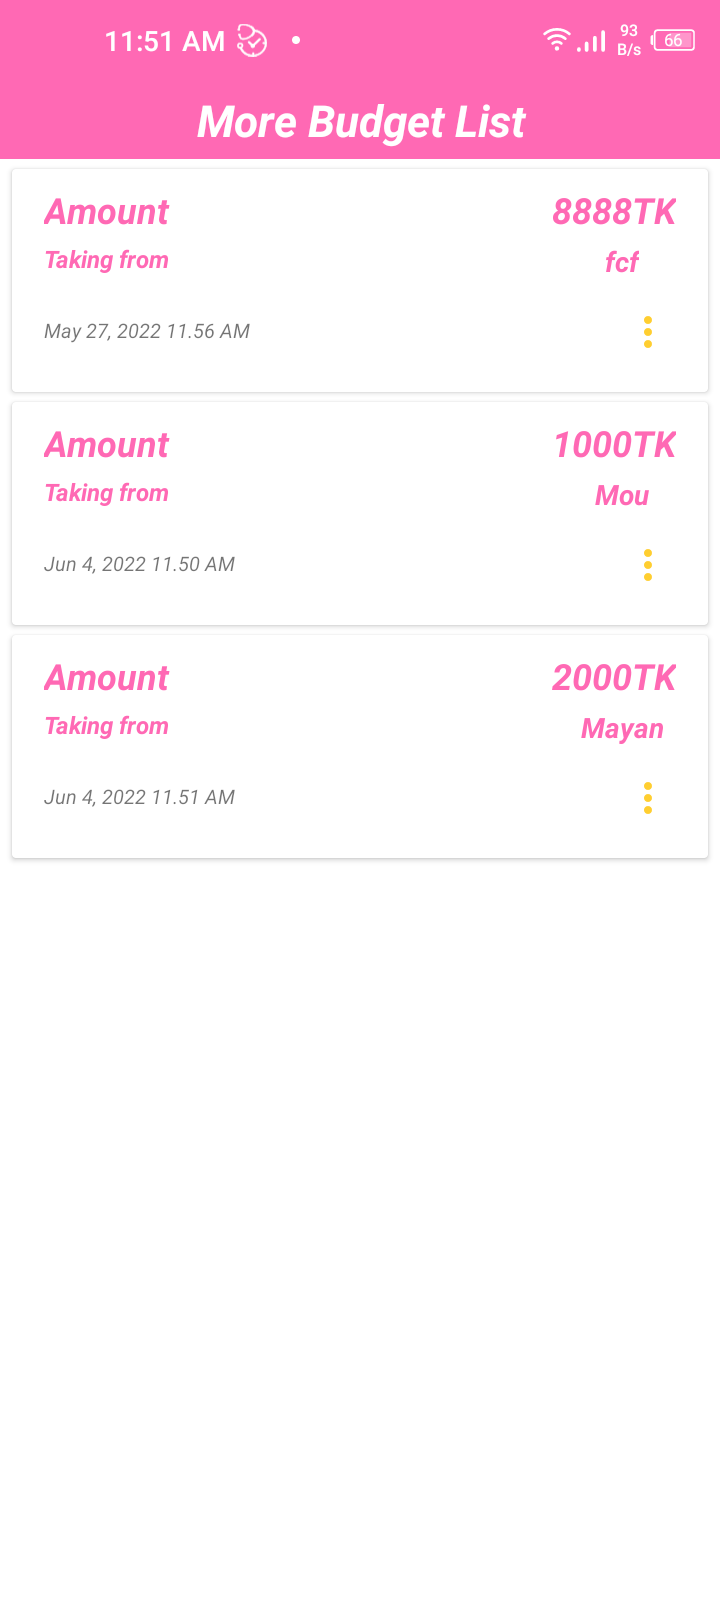 11:51 AM
93
B/s
66
More Budget List
Amount 8888TK
Taking from fcf
May 27, 2022 11.56 AM
Amount 1000TK
Taking from Mou
Jun 4, 2022 11.50 AM
Amount 2000TK
Taking from Mayan
Jun 4, 2022 11.51 AM